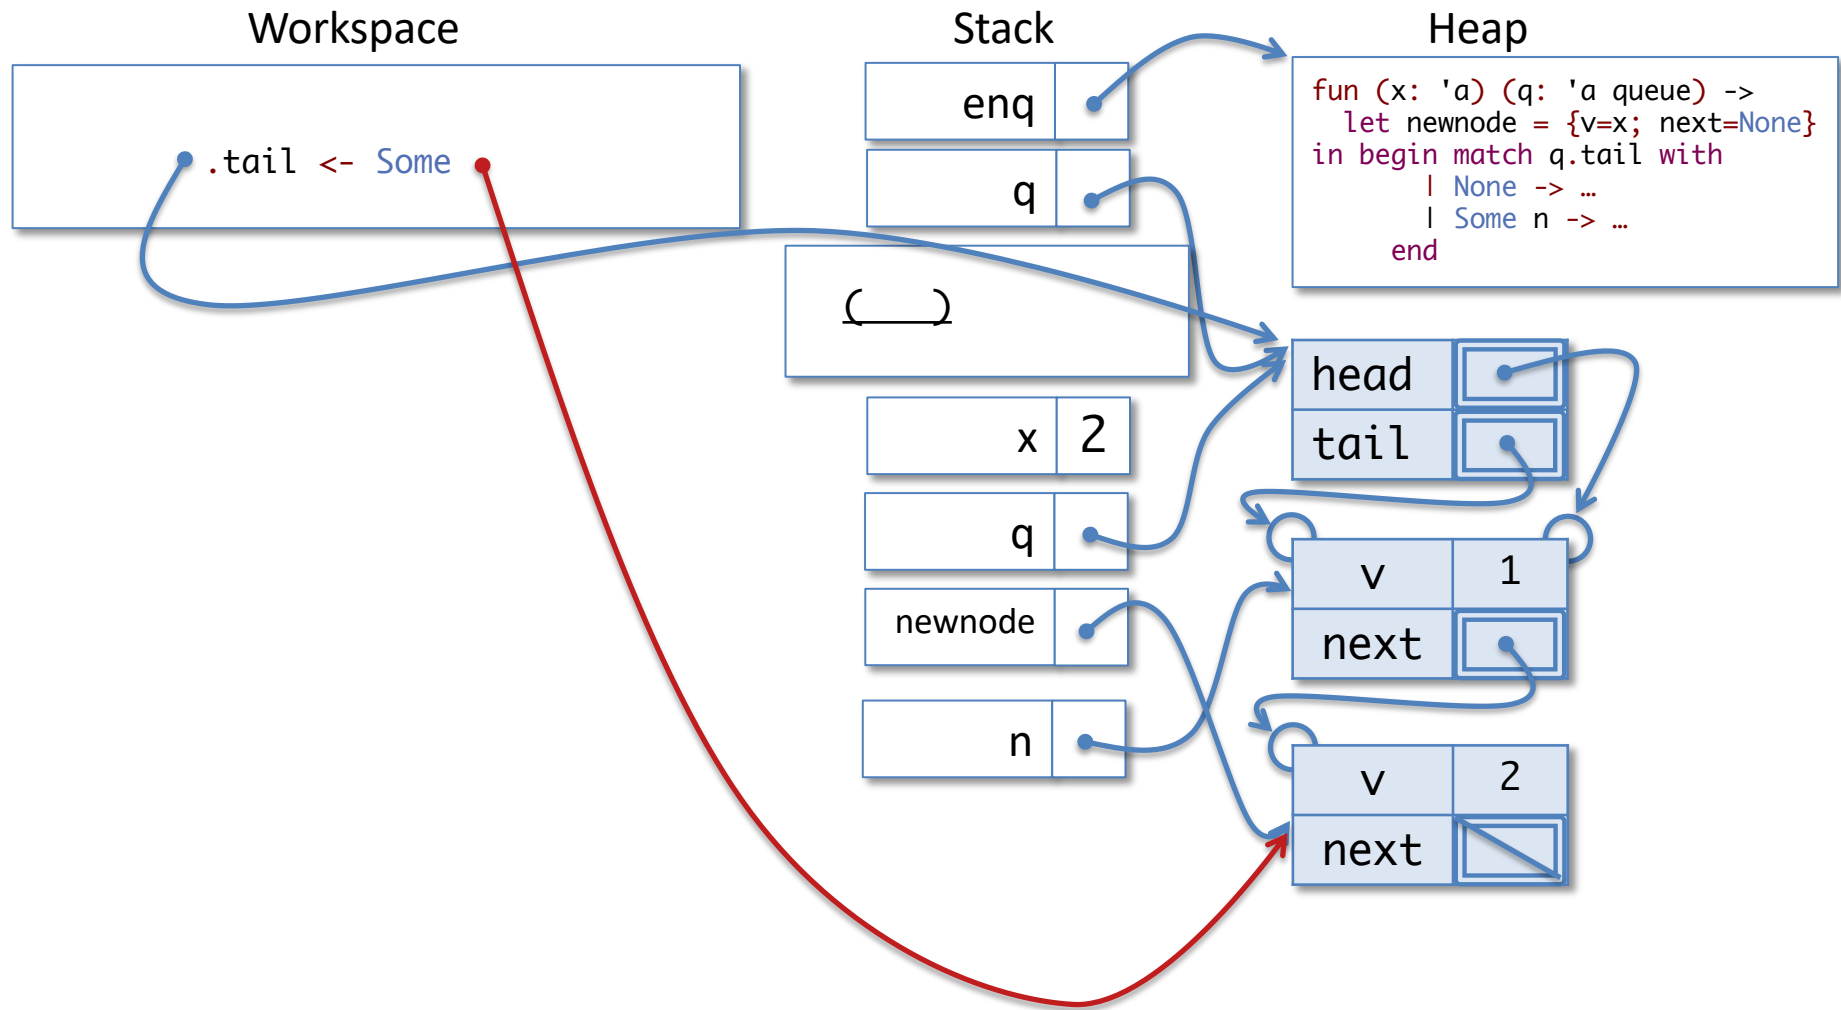 Workspace
Stack
Heap
.tail <- Some
enq
q
(___)
x 2
q
newnode
n
fun (x: 'a) (q: 'a queue) ->
let newnode = {v=x; next=None}
in begin match q.tail with
| None -> …
| Some n -> …
end
head
tail
v 1
next
v 2
next